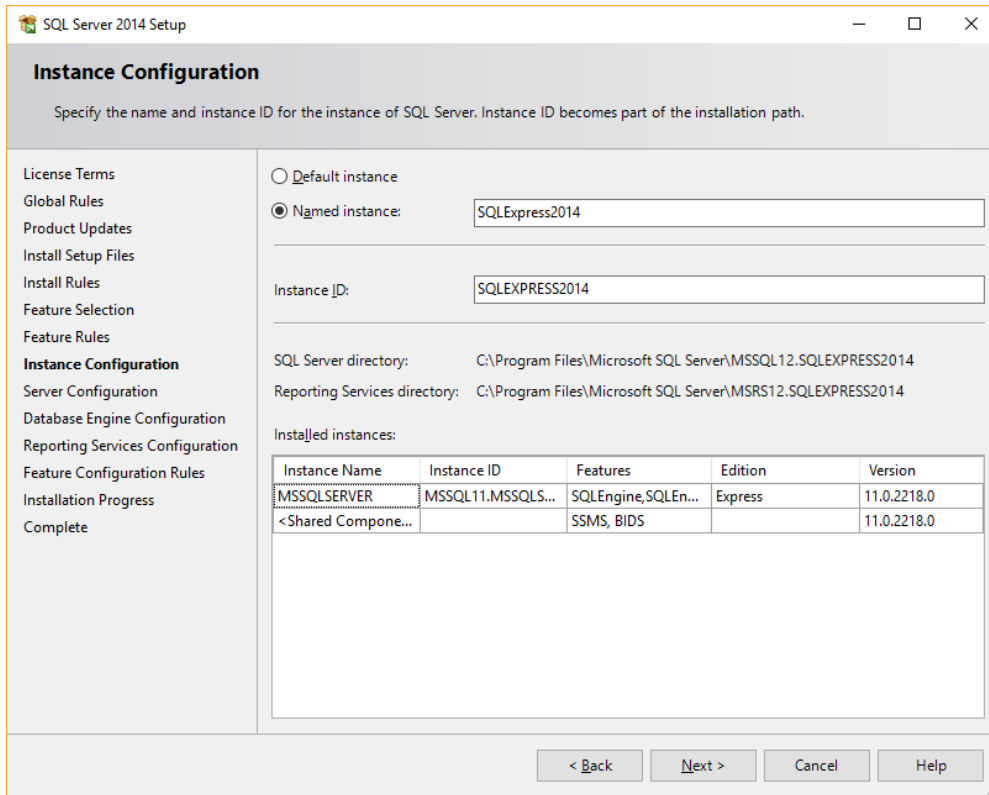 SQL Server 2014 Setup
Instance Configuration
Specify the name and instance ID for the instance of SQL Server. Instance ID becomes part of the installation path.
License Terms
Global Rules
Product Updates
Install Setup Files
Install Rules
Feature Selection
Feature Rules
Instance Configuration
Server Configuration
Database Engine Configuration
Reporting Services Configuration
Feature Configuration Rules
Installation Progress
Complete
Default instance
Named instance: SQLExpress2014
Instance ID: SQLEXPRESS2014
SQL Server directory: C:\Program Files\Microsoft SQL Server\MSSQL12.SQLEXPRESS2014
Reporting Services directory: C:\Program Files\Microsoft SQL Server\MSRS12.SQLEXPRESS2014
Installed instances:
Instance Name Instance ID Features Edition Version
MSSQLSERVER MSSQL11.MSSQLS... SQLEngine,SQLEn... Express 11.0.2218.0
<Shared Compone... SSMS, BIDS 11.0.2218.0
< Back Next > Cancel Help